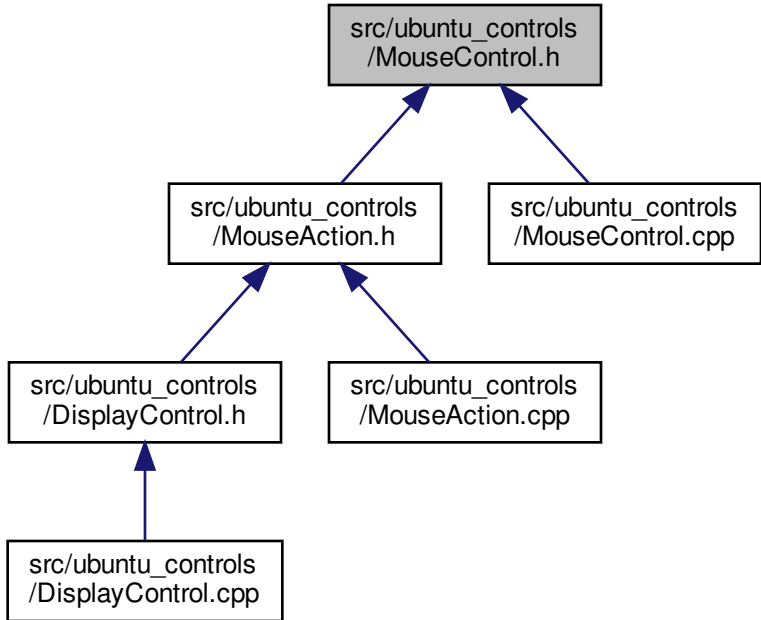 src/ubuntu_controls
/MouseControl.h
src/ubuntu_controls
/MouseAction.h
src/ubuntu_controls
/MouseControl.cpp
src/ubuntu_controls
/DisplayControl.h
src/ubuntu_controls
/MouseAction.cpp
src/ubuntu_controls
/DisplayControl.cpp